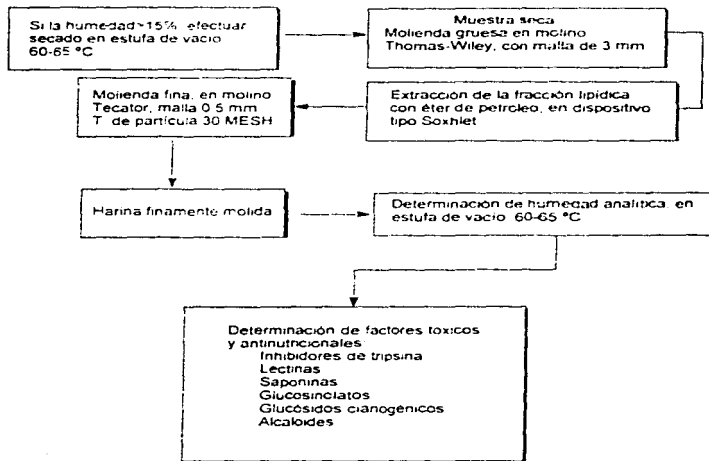 Si la humedad>15%, efectuar
secado en estufa de vacio
60-65 °C
Muestra seca
Molienda gruesa en molino
Thomas-Wiley, con malla de 3 mm
Molienda fina, en molino
Tecator, malla 0.5 mm
T de partícula 30 MESH
Extracción de la fracción lipídica
con éter de petróleo, en dispositivo
tipo Soxhlet
Harina finamente molida
Determinación de humedad analítica, en
estufa de vacio 60-65 °C
Determinación de factores tóxicos
y antinutricionales
Inhibidores de tripsina
Lectinas
Saponinas
Glucosinolatos
Glucósidos cianogénicos
Alcaloides